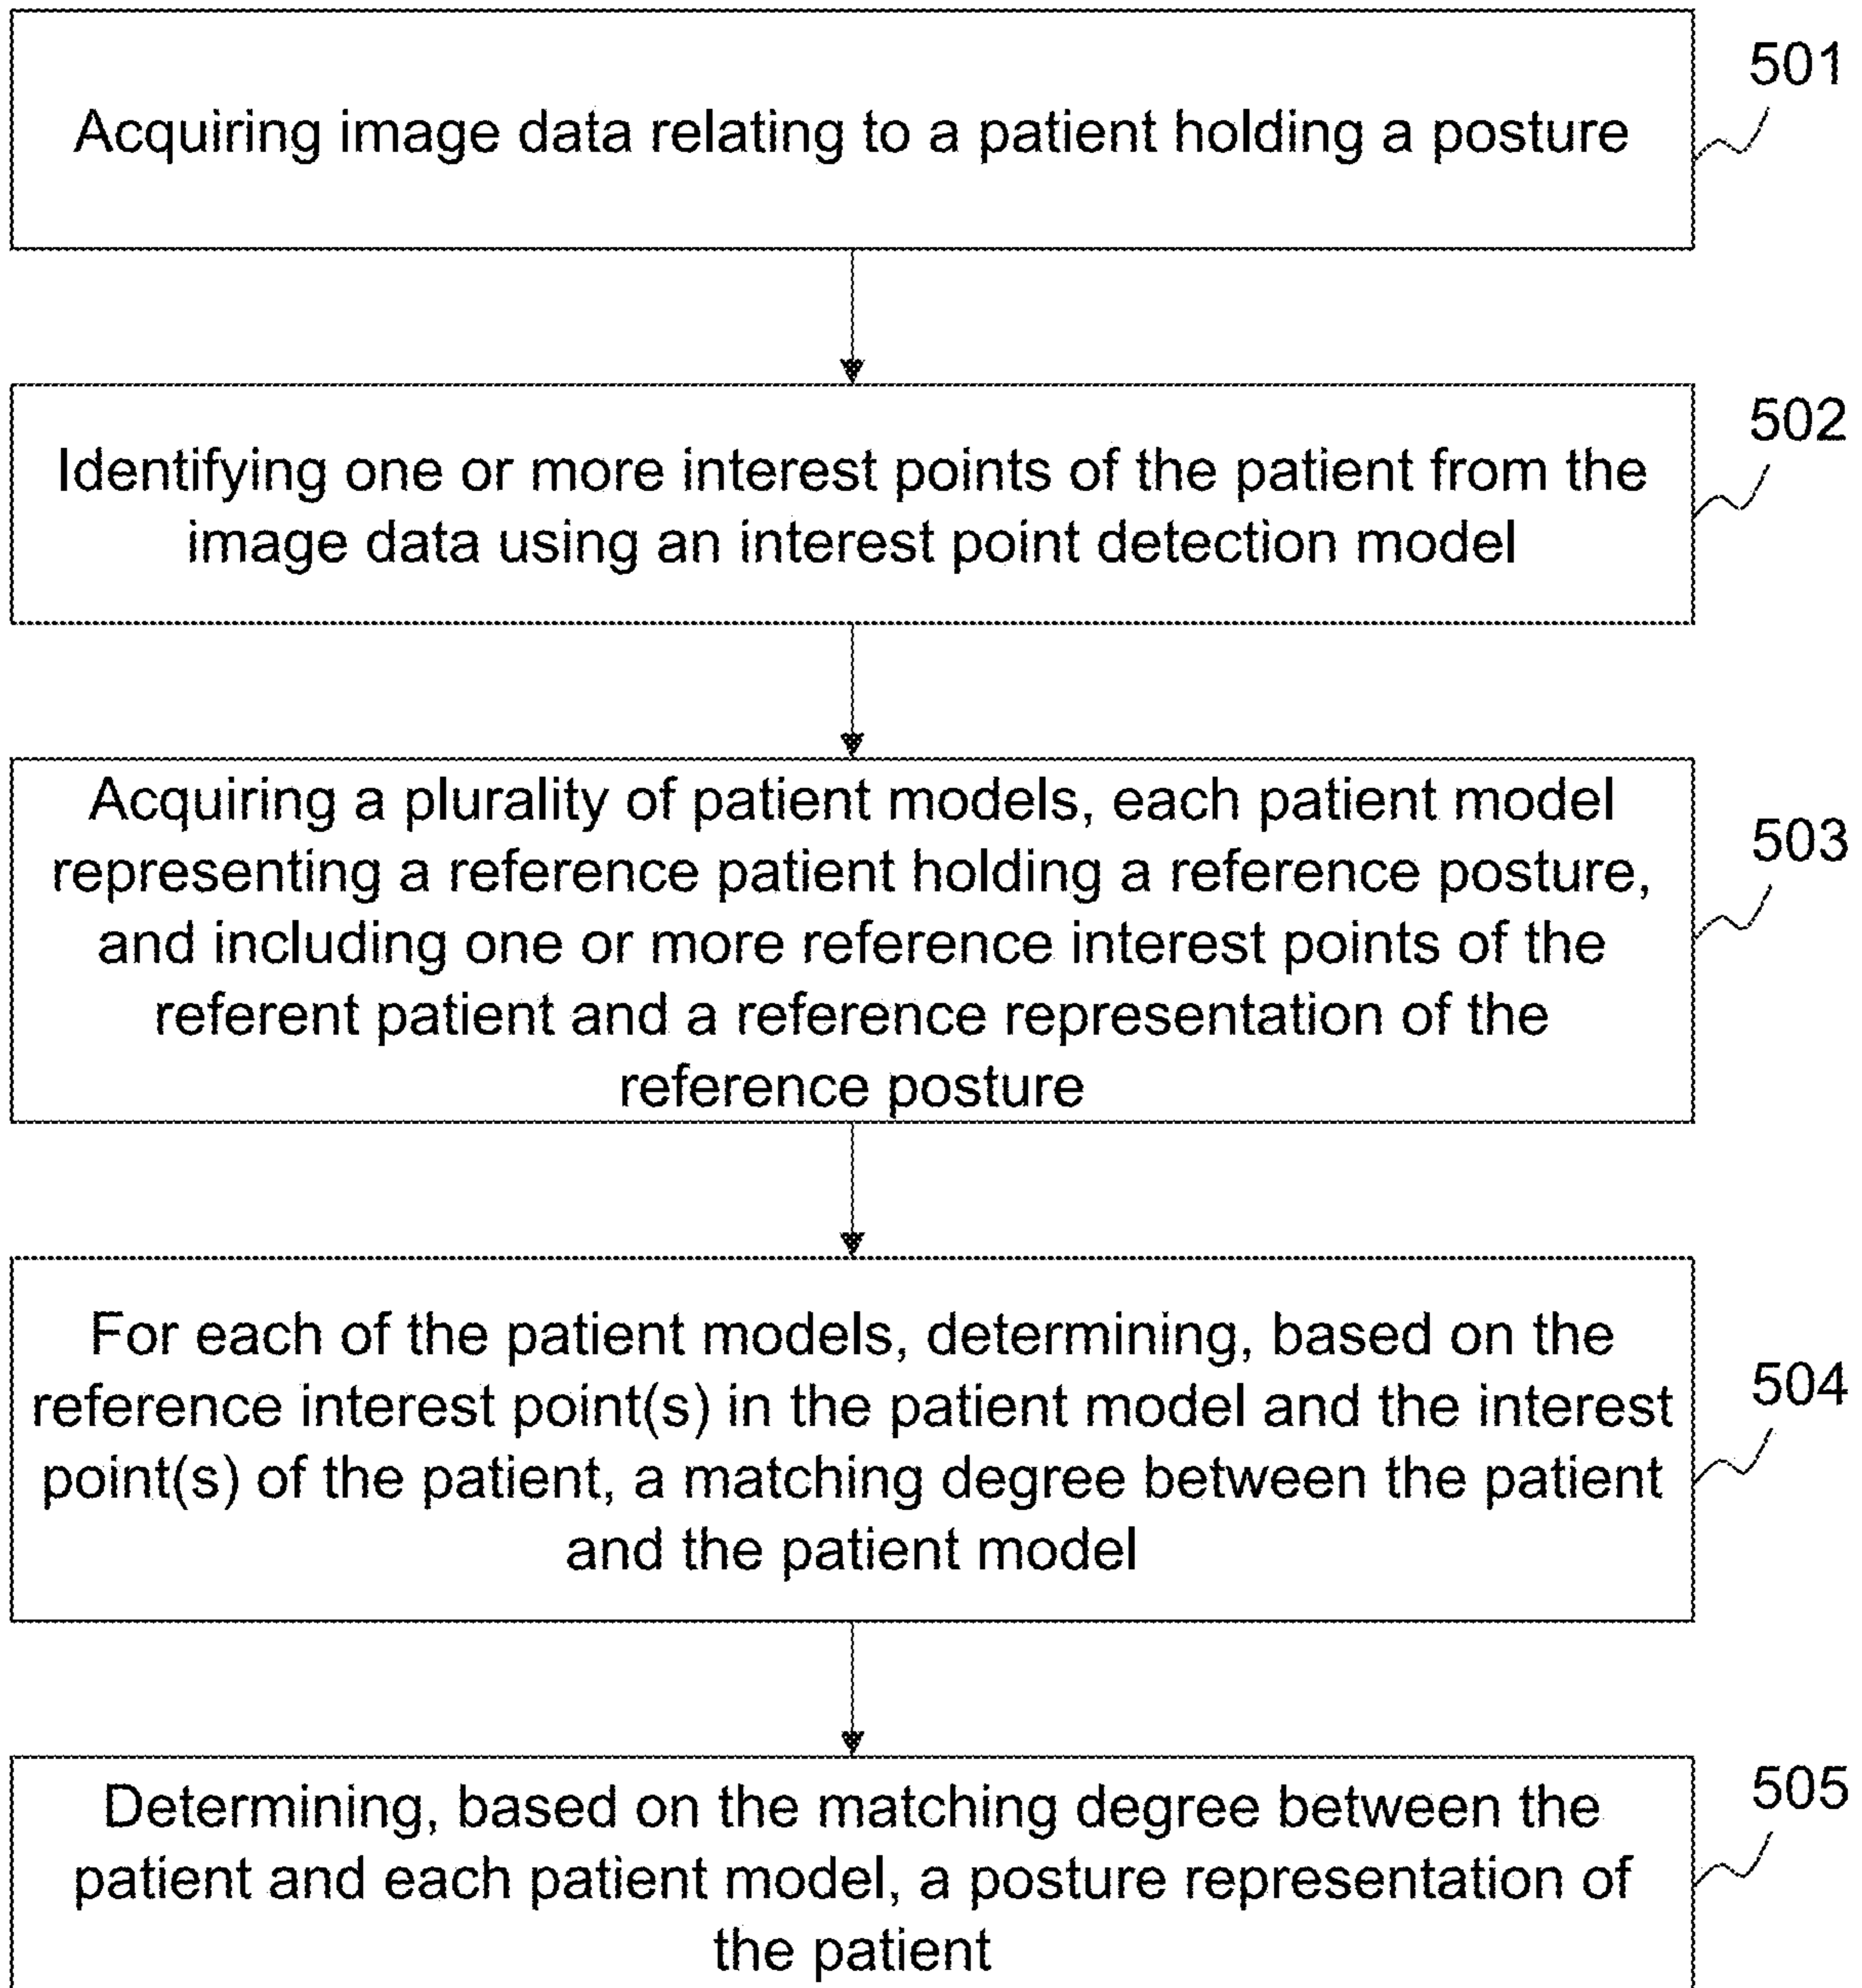 501
Acquiring image data relating to a patient holding a posture
502
Identifying one or more interest points of the patient from the
image data using an interest point detection model
503
Acquiring a plurality of patient models, each patient model
representing a reference patient holding a reference posture,
and including one or more reference interest points of the
referent patient and a reference representation of the
reference posture
504
For each of the patient models, determining, based on the
reference interest point(s) in the patient model and the interest
point(s) of the patient, a matching degree between the patient
and the patient model
505
Determining, based on the matching degree between the
patient and each patient model, a posture representation of
the patient